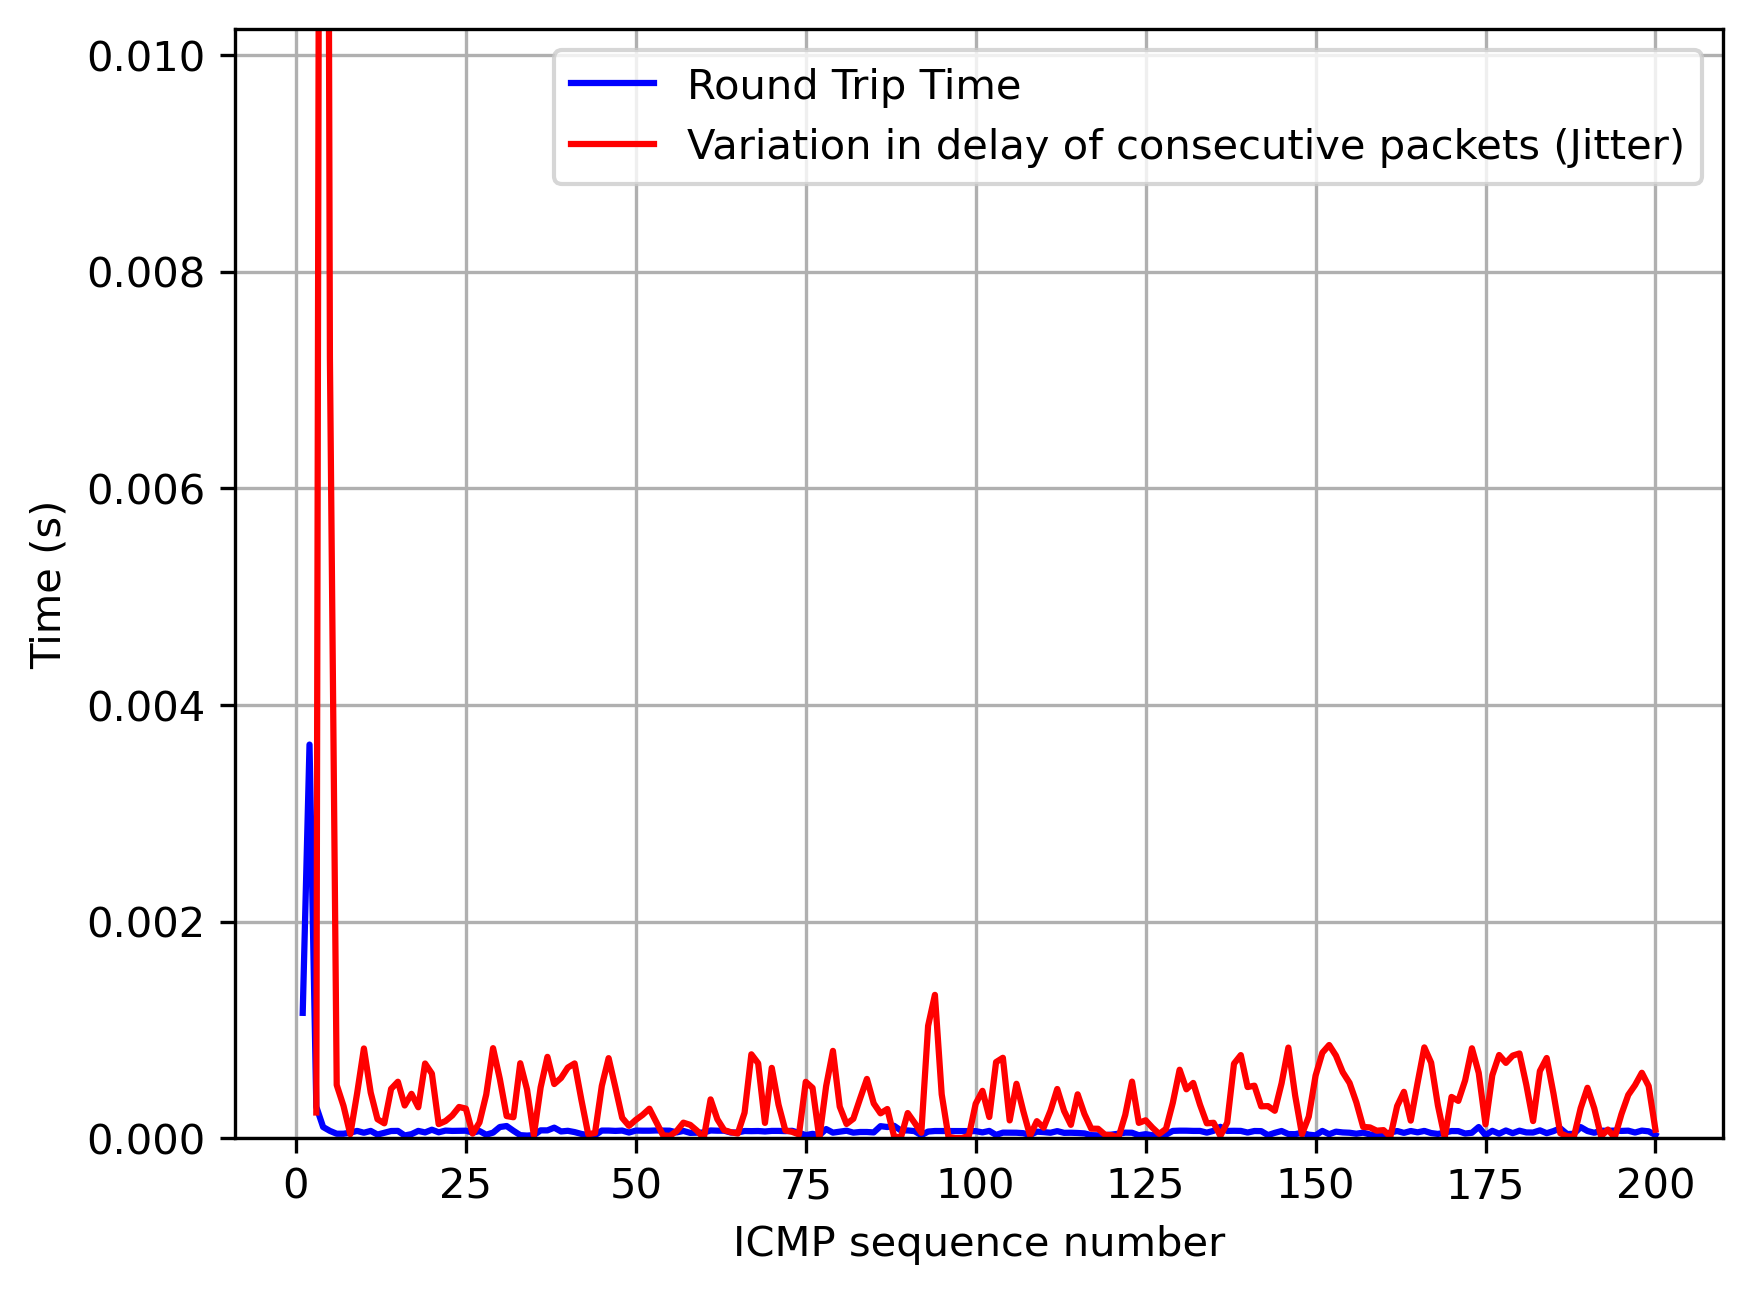 0.010
0.008
0.006
0.004
0.002
0.000
Time (s)
Round Trip Time
Variation in delay of consecutive packets (Jitter)
0 25 50 75 100 125 150 175 200
ICMP sequence number